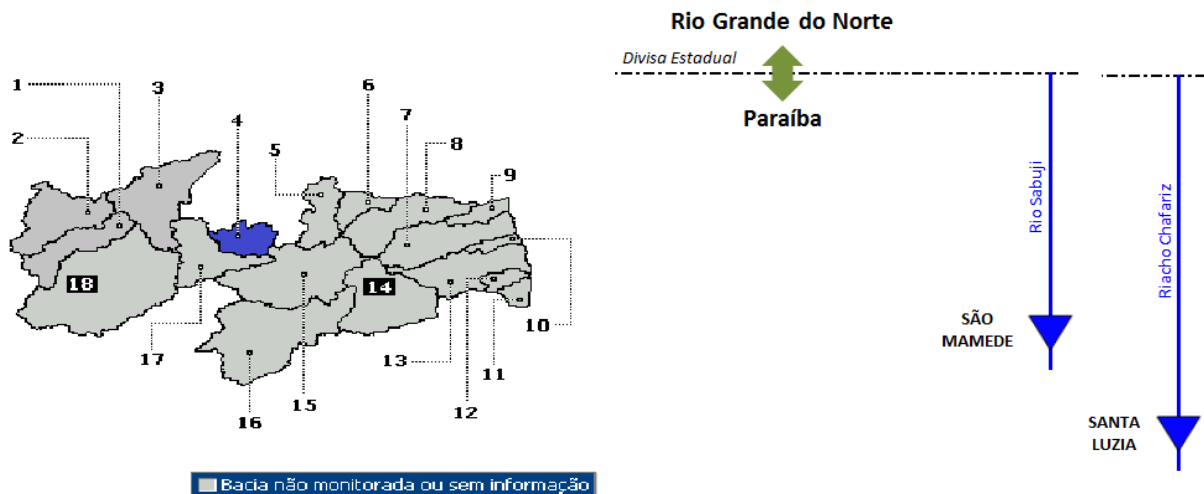 1
2
3
4
5
6
7
8
9
10
11
12
13
14
15
16
17
18
Bacia não monitorada ou sem informação
Rio Grande do Norte
Divisa Estadual
Paraíba
Rio Sabuji
Riacho Chafariz
SÃO
MAMEDE
SANTA
LUZIA